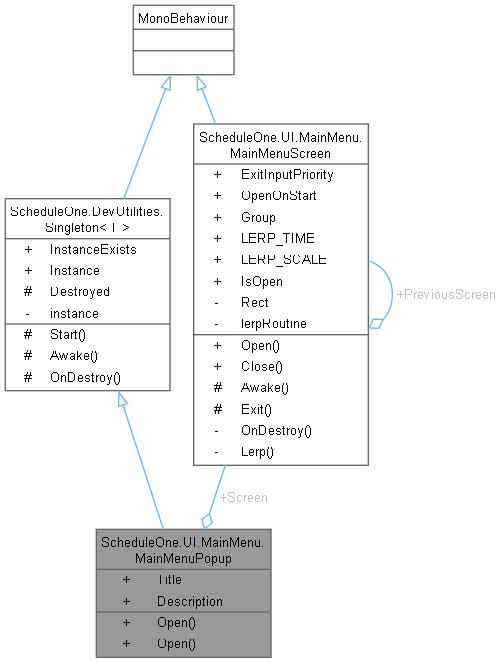 MonoBehaviour
ScheduleOne.UI.MainMenu.
MainMenuScreen
+ ExitInputPriority
+ OpenOnStart
+ Group
+ LERP_TIME
+ LERP_SCALE
+ IsOpen
- Rect
- lerpRoutine
+ Open()
+ Close()
# Awake()
# Exit()
- OnDestroy()
- Lerp()
+PreviousScreen
ScheduleOne.DevUtilities.
Singleton< T >
+ InstanceExists
+ Instance
# Destroyed
- instance
# Start()
# Awake()
# OnDestroy()
+Screen
ScheduleOne.UI.MainMenu.
MainMenuPopup
+ Title
+ Description
+ Open()
+ Open()